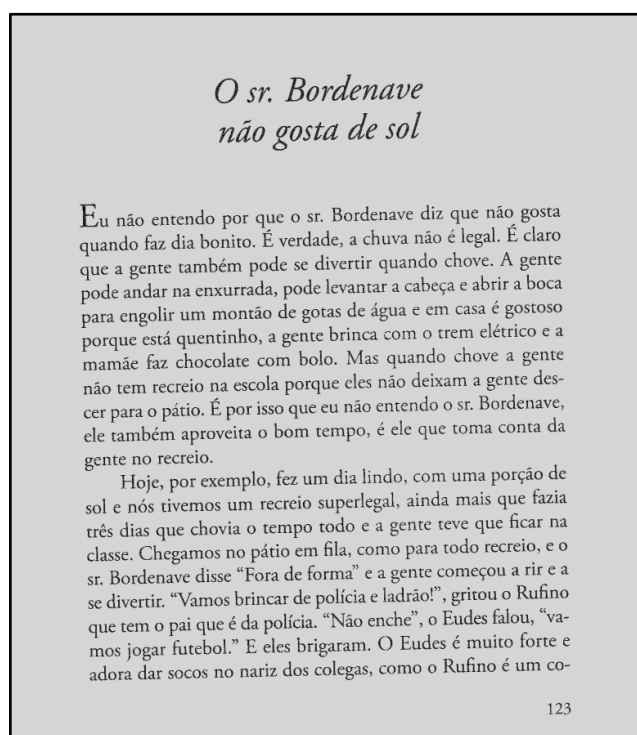 O sr. Bordenave
não gosta de sol
Eu não entendo por que o sr. Bordenave diz que não gosta
quando faz dia bonito. É verdade, a chuva não é legal. É claro
que a gente também pode se divertir quando chove. A gente
pode andar na enxurrada, pode levantar a cabeça e abrir a boca
para engolir um montão de gotas de água e em casa é gostoso
porque está quentinho, a gente brinca com o trem elétrico e a
mamãe faz chocolate com bolo. Mas quando chove a gente
não tem recreio na escola porque eles não deixam a gente des-
cer para o pátio. É por isso que eu não entendo o sr. Bordenave,
ele também aproveita o bom tempo, é ele que toma conta da
gente no recreio.
Hoje, por exemplo, fez um dia lindo, com uma porção de
sol e nós tivemos um recreio superlegal, ainda mais que fazia
três dias que chovia o tempo todo e a gente teve que ficar na
classe. Chegamos no pátio em fila, como para todo recreio, e o
sr. Bordenave disse “Fora de forma” e a gente começou a rir e a
se divertir. “Vamos brincar de polícia e ladrão!”, gritou o Rufino
que tem o pai que é da polícia. “Não enche”, o Eudes falou, “va-
mos jogar futebol.” E eles brigaram. O Eudes é muito forte e
adora dar socos no nariz dos colegas, como o Rufino é um co-
123